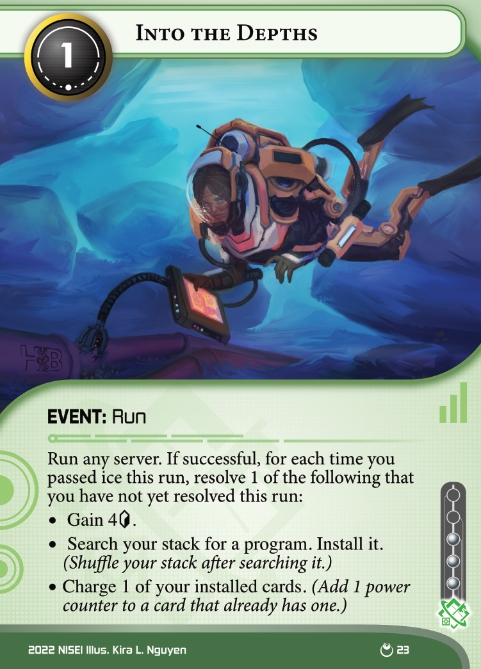 1
INTO THE DEPTHS
H B
EVENT: Run
Run any server. If successful, for each time you
passed ice this run, resolve 1 of the following that
you have not yet resolved this run:
• Gain 4.
• Search your stack for a program. Install it.
(Shuffle your stack after searching it.)
• Charge 1 of your installed cards. (Add 1 power
counter to a card that already has one.)
2022 NISEI Illus. Kira L. Nguyen
23